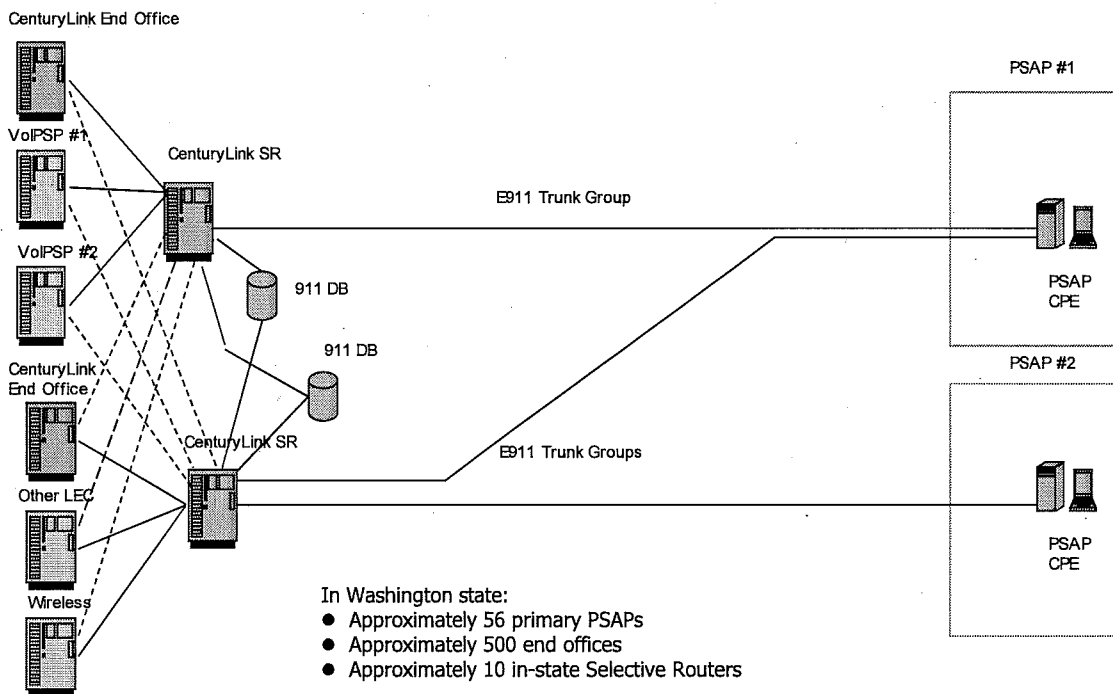 CenturyLink End Office
VoIPSP #1
CenturyLink SR
VoIPSP #2
911 DB
911 DB
CenturyLink
End Office
CenturyLink SR
Other LEC
Wireless
E911 Trunk Group
E911 Trunk Groups
PSAP #1
PSAP
CPE
PSAP #2
PSAP
CPE
In Washington state:
● Approximately 56 primary PSAPs
● Approximately 500 end offices
● Approximately 10 in-state Selective Routers